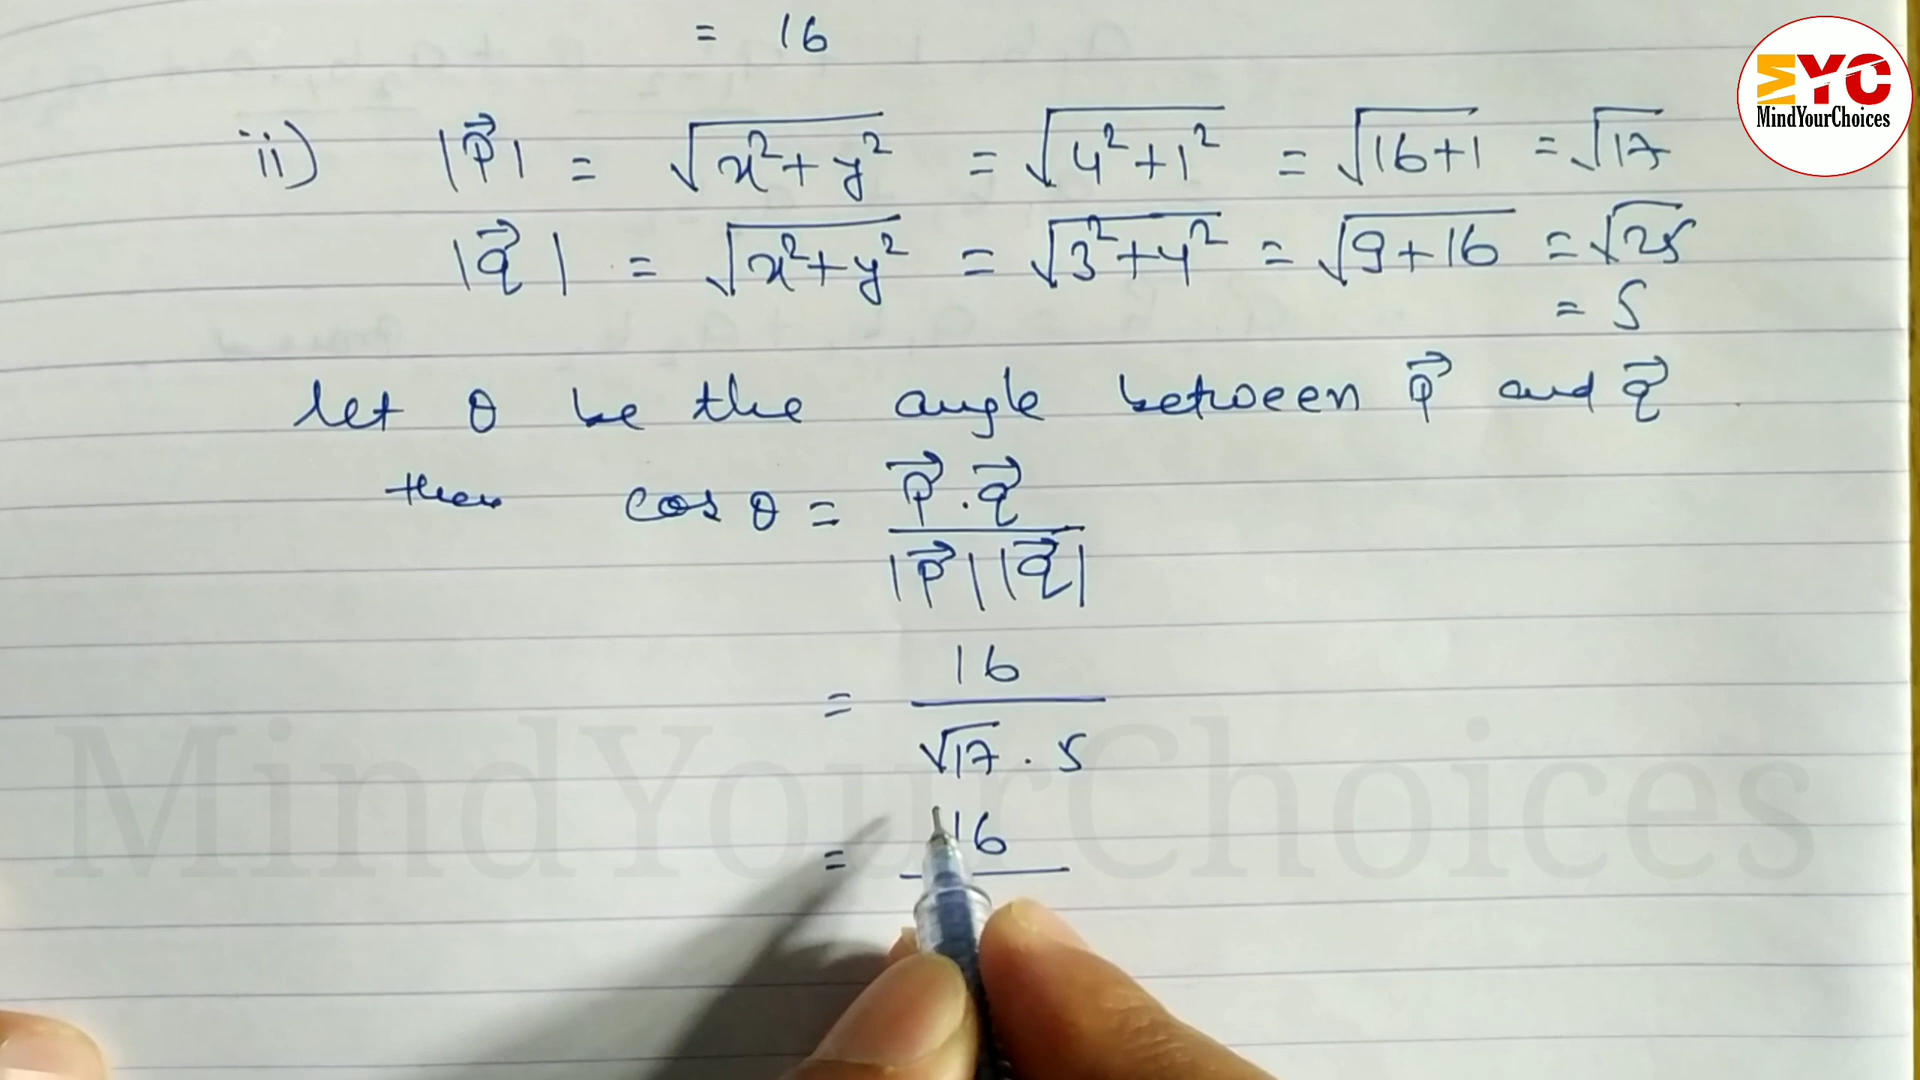 = 16
MYC
MindYourChoices
ii) |p⃗| = √(x²+y²) = √(4²+1²) = √(16+1) = √17
|q⃗| = √(x²+y²) = √(3²+4²) = √(9+16) = √25
= 5
let θ be the angle between p⃗ and q⃗
then cos θ = p⃗.q⃗ / |p⃗||q⃗|
= 16 / √17 . 5
MindYourChoices
= 16